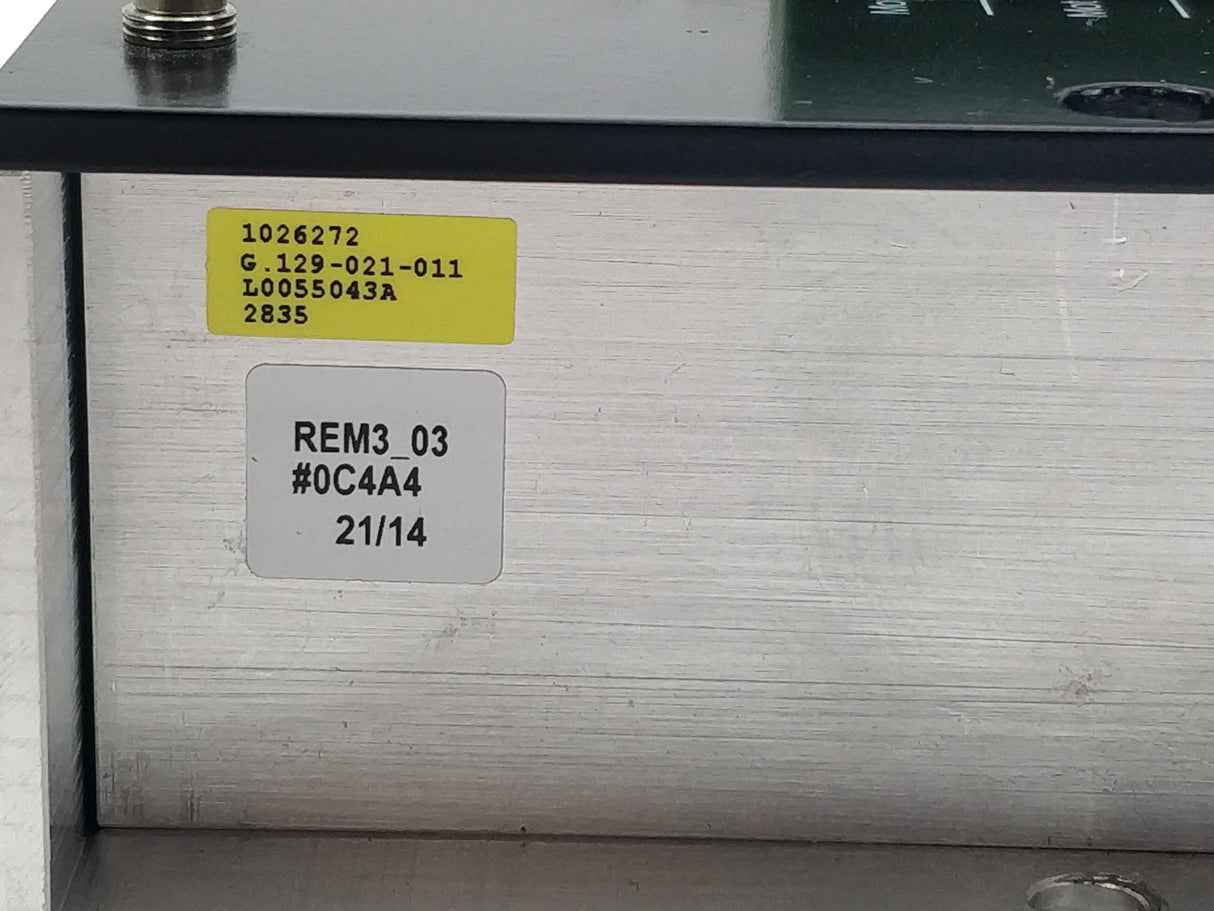 1026272
G.129-021-011
L0055043A
2835
REM3_03
#0C4A4
21/14